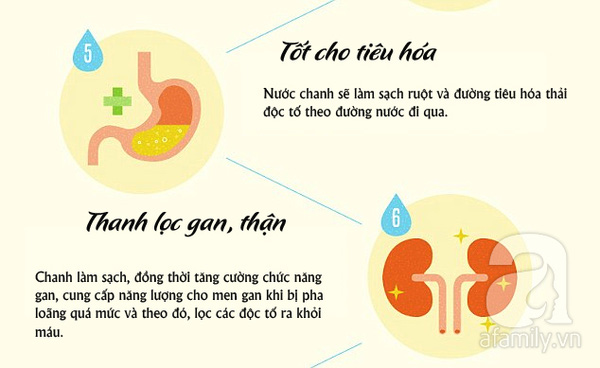 5
Tốt cho tiêu hóa
Nước chanh sẽ làm sạch ruột và đường tiêu hóa thải
độc tố theo đường nước đi qua.
Thanh lọc gan, thận
6
Chanh làm sạch, đồng thời tăng cường chức năng
gan, cung cấp năng lượng cho men gan khi bị pha
loãng quá mức và theo đó, lọc các độc tố ra khỏi
máu.
afamily.vn